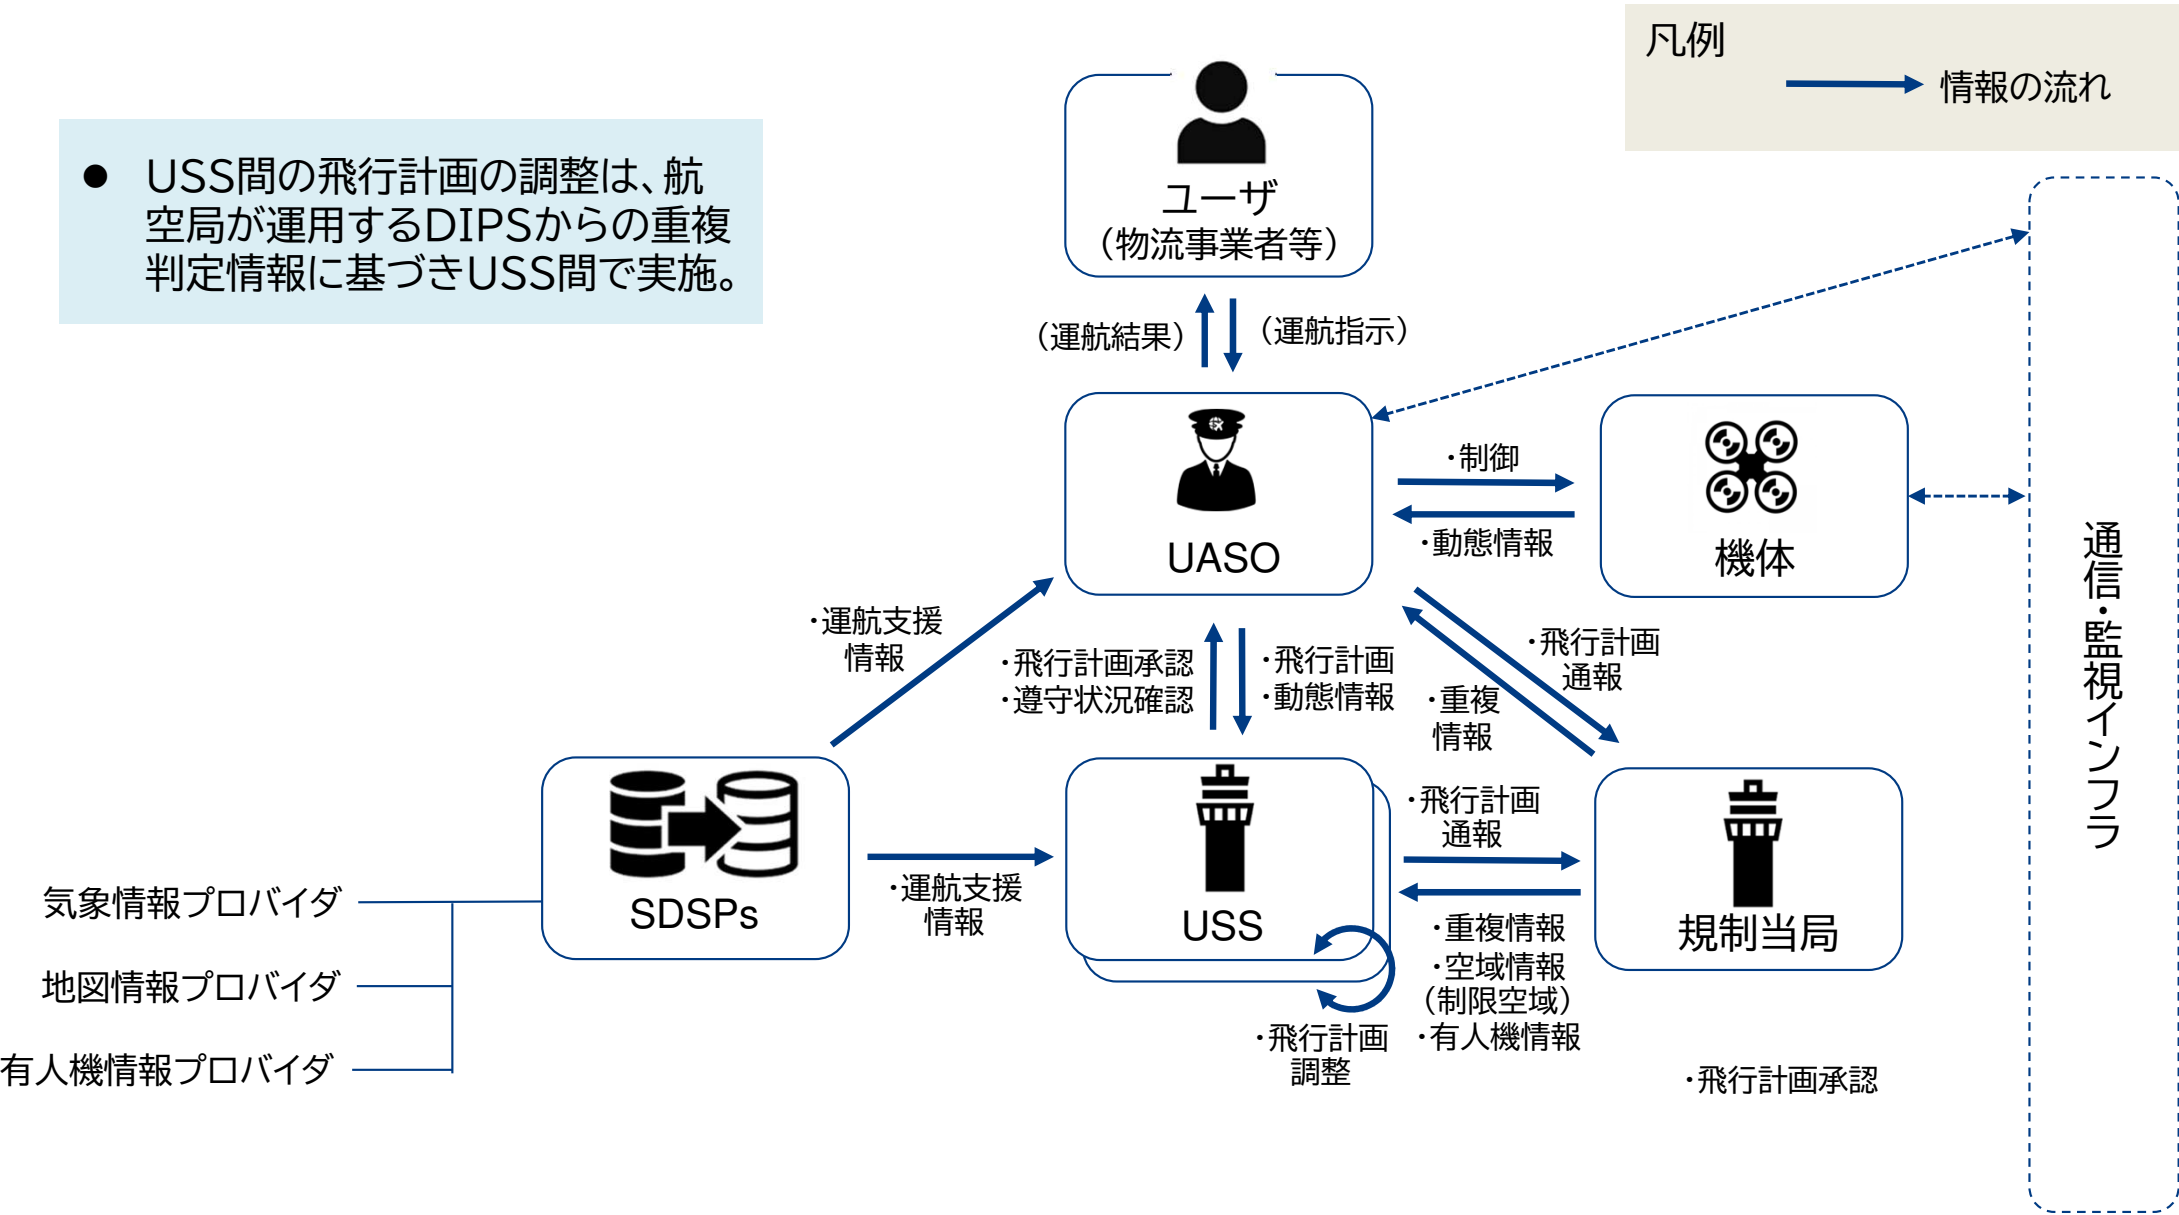 凡例
情報の流れ
● USS間の飛行計画の調整は、航
空局が運用するDIPSからの重複
判定情報に基づきUSS間で実施。
ユーザ
（物流事業者等）
（運航結果）
（運航指示）
UASO
・制御
・動態情報
機体
・運航支援
情報
・飛行計画承認
・遵守状況確認
・飛行計画
・動態情報
・飛行計画
通報
・重複
情報
通信・監視インフラ
SDSPs
・運航支援
情報
USS
・飛行計画
通報
規制当局
・重複情報
・空域情報
（制限空域）
・有人機情報
・飛行計画
調整
・飛行計画承認
気象情報プロバイダ
地図情報プロバイダ
有人機情報プロバイダ